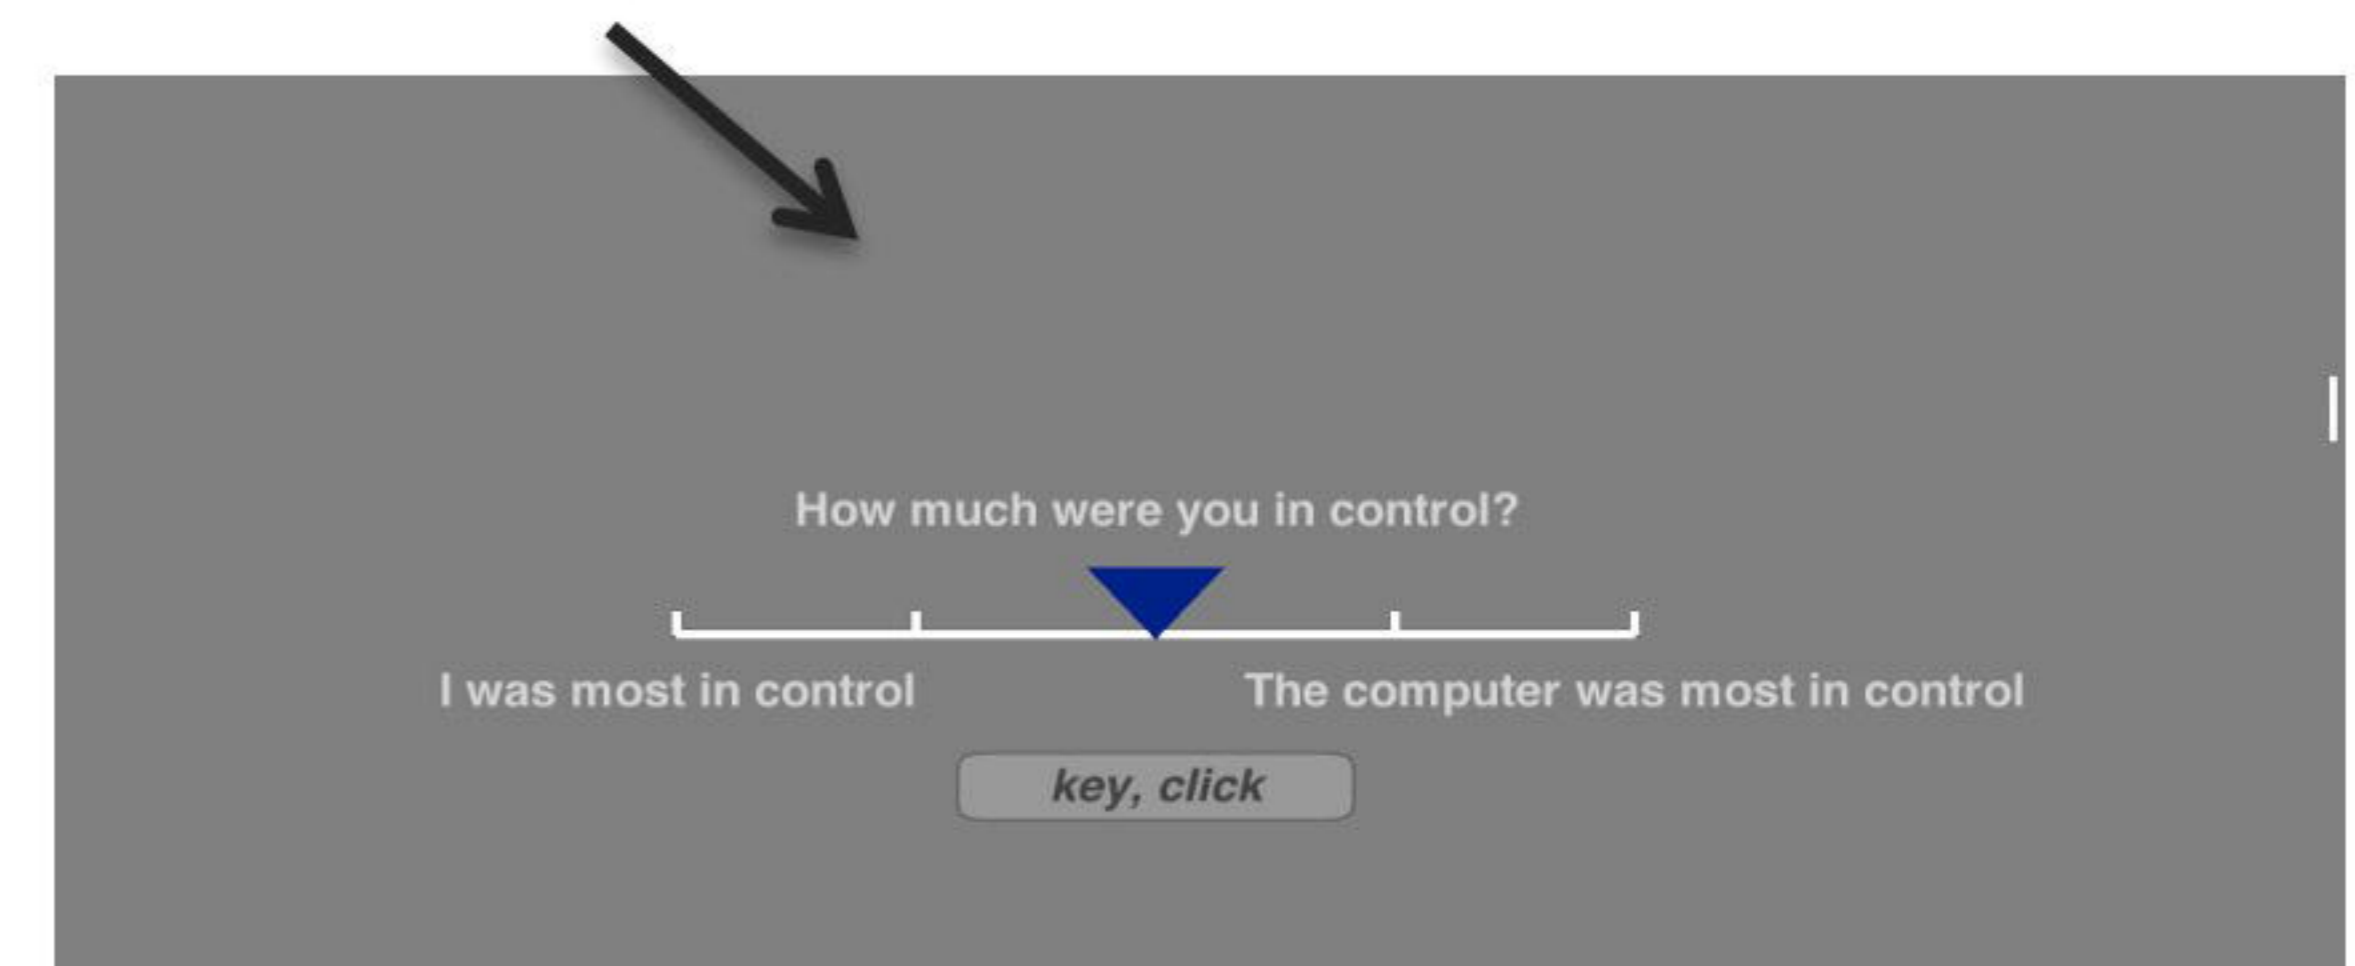 How much were you in control?
I was most in control The computer was most in control
key, click